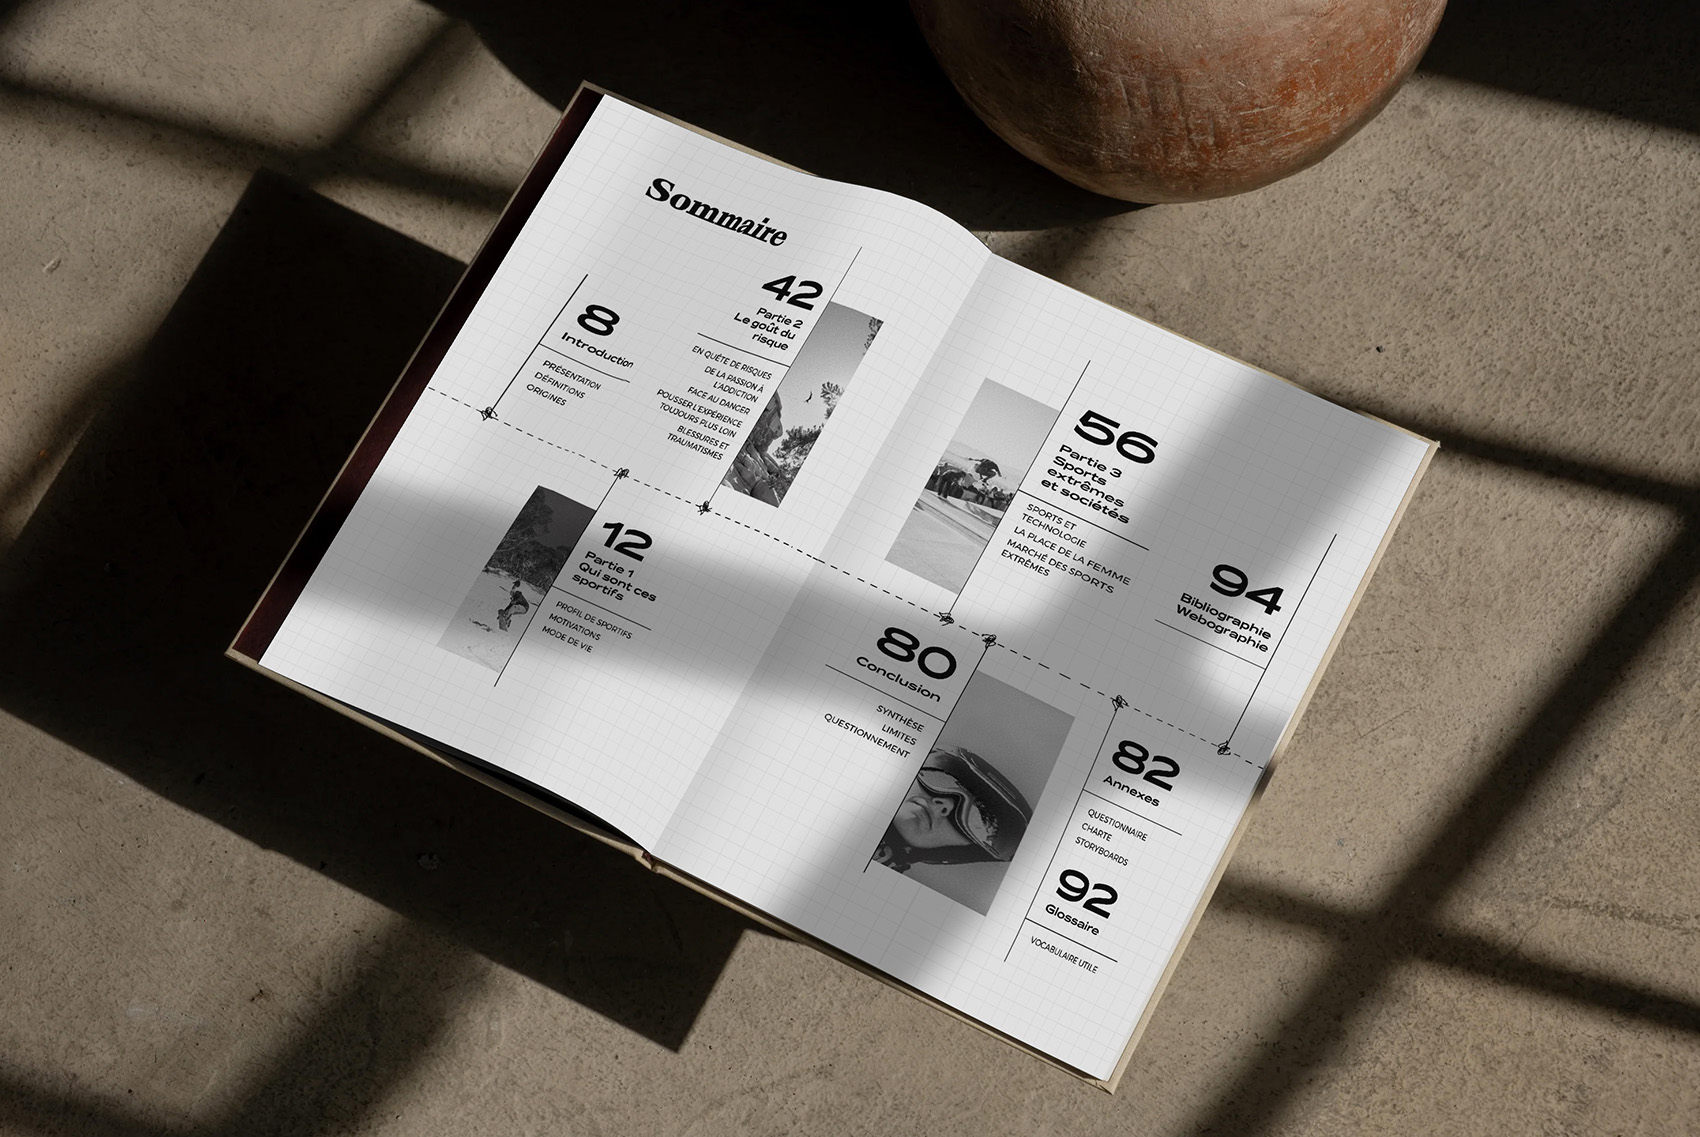 Sommaire
8
Introduction
PRÉSENTATION
DÉFINITIONS
ORIGINES
42
Partie 2
Le goût du
risque
EN QUÊTE DE RISQUES
DE LA PASSION À
L'ADDICTION
FACE AU DANGER
POUSSER L'EXPÉRIENCE
TOUJOURS PLUS LOIN
BLESSURES ET
TRAUMATISMES
12
Partie 1
Qui sont ces
sportifs
PROFIL DE SPORTIFS
MOTIVATIONS
MODE DE VIE
56
Partie 3
Sports
extrêmes
et sociétés
SPORTS ET
TECHNOLOGIE
LA PLACE DE LA FEMME
MARCHÉ DES SPORTS
EXTRÊMES
80
Conclusion
SYNTHÈSE
LIMITES
QUESTIONNEMENT
94
Bibliographie
Webographie
82
Annexes
QUESTIONNAIRE
CHARTE
STORYBOARDS
92
Glossaire
VOCABULAIRE UTILE